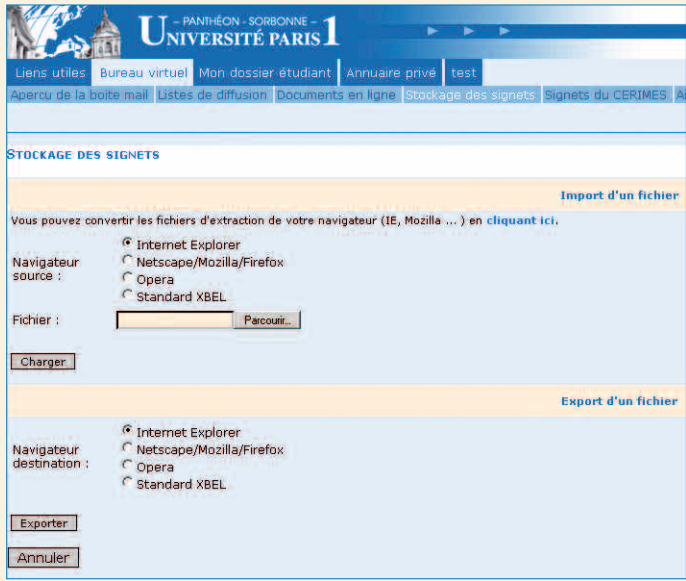 – PANTHÉON - SORBONNE –
UNIVERSITÉ PARIS 1
Liens utiles Bureau virtuel Mon dossier étudiant Annuaire privé test
Apercu de la boite mail Listes de diffusion Documents en ligne Stockage des signets Signets du CERIMES
STOCKAGE DES SIGNETS
Import d'un fichier
Vous pouvez convertir les fichiers d'extraction de votre navigateur (IE, Mozilla ... ) en cliquant ici.
Navigateur source :
Internet Explorer
Netscape/Mozilla/Firefox
Opera
Standard XBEL
Fichier : Parcourir...
Charger
Export d'un fichier
Navigateur destination :
Internet Explorer
Netscape/Mozilla/Firefox
Opera
Standard XBEL
Exporter
Annuler